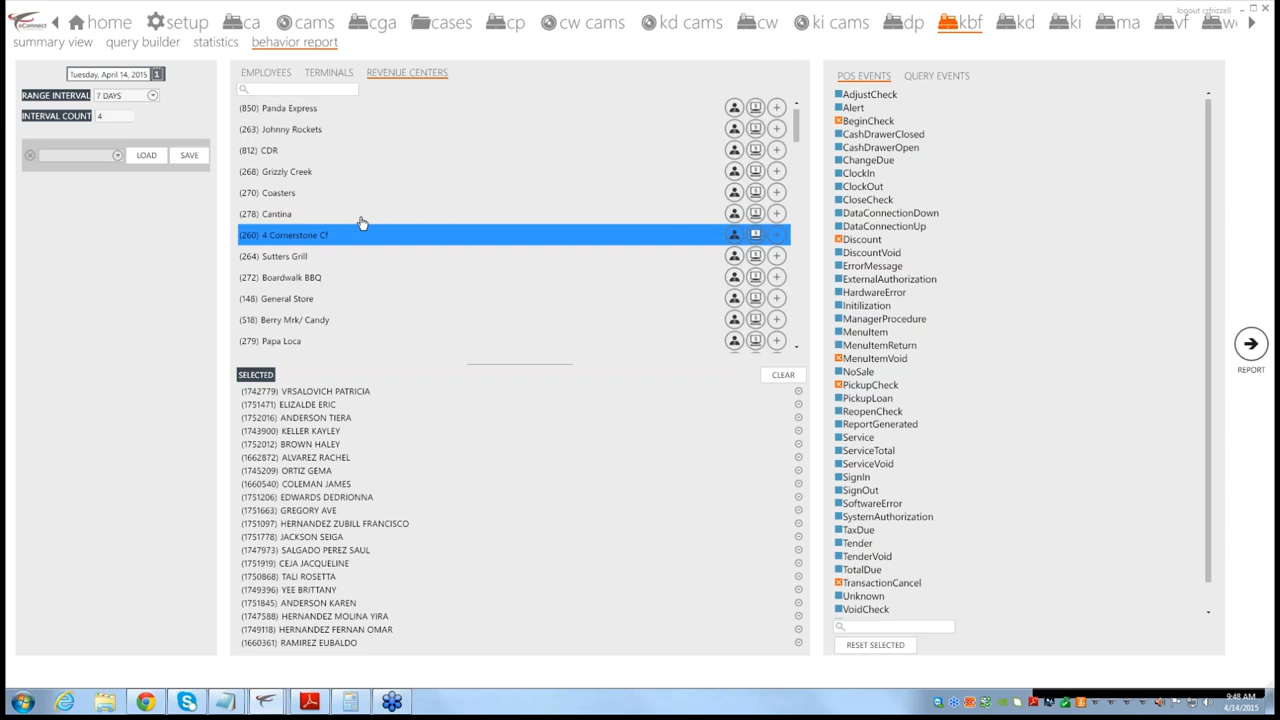 logout crfrizzell
eConnect
home
setup
ca
cams
cga
cases
cp
cw cams
kd cams
cw
ki cams
dp
kbf
kd
ki
ma
vf
summary view
query builder
statistics
behavior report
Tuesday, April 14, 2015
RANGE INTERVAL
7 DAYS
INTERVAL COUNT
4
LOAD
SAVE
EMPLOYEES
TERMINALS
REVENUE CENTERS
(850) Panda Express
(263) Johnny Rockets
(812) CDR
(268) Grizzly Creek
(270) Coasters
(278) Cantina
(260) 4 Cornerstone Cf
(264) Sutters Grill
(272) Boardwalk BBQ
(148) General Store
(518) Berry Mrk/ Candy
(279) Papa Loca
SELECTED
CLEAR
(1742779) VRSALOVICH PATRICIA
(1751471) ELIZALDE ERIC
(1752016) ANDERSON TIERA
(1743900) KELLER KAYLEY
(1752012) BROWN HALEY
(1662872) ALVAREZ RACHEL
(1745209) ORTIZ GEMA
(1660540) COLEMAN JAMES
(1751206) EDWARDS DEDRIONNA
(1751663) GREGORY AVE
(1751097) HERNANDEZ ZUBILL FRANCISCO
(1751778) JACKSON SEIGA
(1747973) SALGADO PEREZ SAUL
(1751919) CEJA JACQUELINE
(1750868) TALI ROSETTA
(1749396) YEE BRITTANY
(1751845) ANDERSON KAREN
(1747588) HERNANDEZ MOLINA YIRA
(1749118) HERNANDEZ FERNAN OMAR
(1660361) RAMIREZ EUBALDO
POS EVENTS
QUERY EVENTS
AdjustCheck
Alert
BeginCheck
CashDrawerClosed
CashDrawerOpen
ChangeDue
ClockIn
ClockOut
CloseCheck
DataConnectionDown
DataConnectionUp
Discount
DiscountVoid
ErrorMessage
ExternalAuthorization
HardwareError
Initilization
ManagerProcedure
MenuItem
MenuItemReturn
MenuItemVoid
NoSale
PickupCheck
PickupLoan
ReopenCheck
ReportGenerated
Service
ServiceTotal
ServiceVoid
SignIn
SignOut
SoftwareError
SystemAuthorization
TaxDue
Tender
TenderVoid
TotalDue
TransactionCancel
Unknown
VoidCheck
RESET SELECTED
REPORT
9:48 AM
4/14/2015